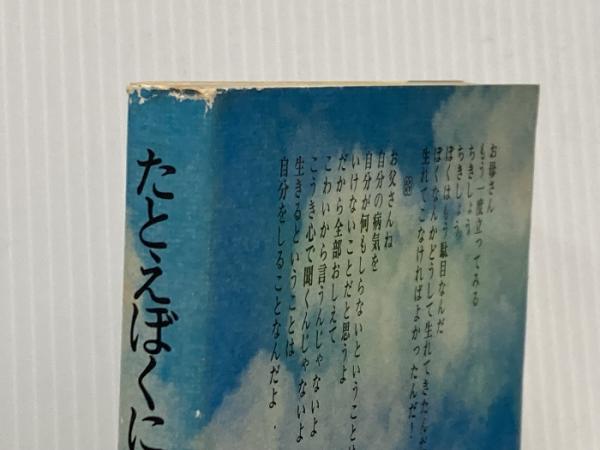 たとえぼくに
お母さん
もう一度立ってみる
ちきしょう
ちきしょう
ぼくはもう駄目なんだ
ぼくなんかどうして生れてきたんだ
生れてこなければよかったんだ！
お父さんね
自分の病気を
自分が何もしらないということは
いけないことだと思うよ
だから全部おしえて
こわいから言うんじゃないよ
こうき心で聞くんじゃないよ
生きるということは
自分をしることなんだよ．